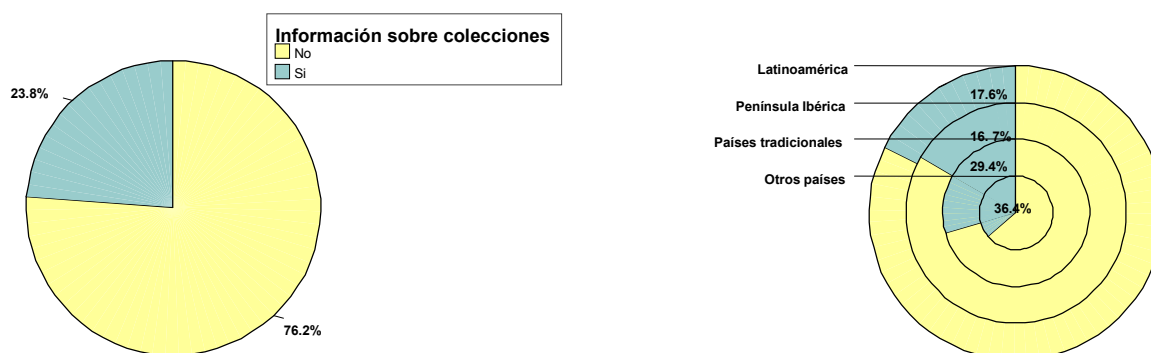 Información sobre colecciones
No
Si
23.8%
76.2%
Latinoamérica
17.6%
Península Ibérica
16.7%
Países tradicionales
29.4%
Otros países
36.4%